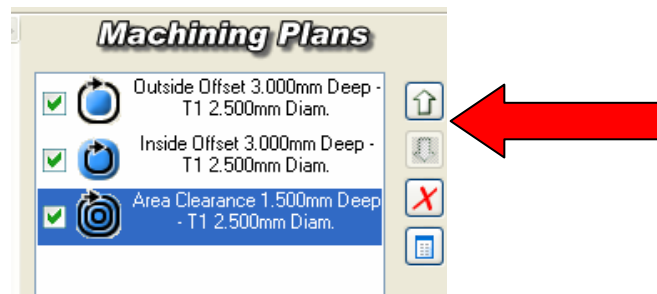 Machining Plans
Outside Offset 3.000mm Deep -
T1 2.500mm Diam.
Inside Offset 3.000mm Deep -
T1 2.500mm Diam.
Area Clearance 1.500mm Deep
- T1 2.500mm Diam.